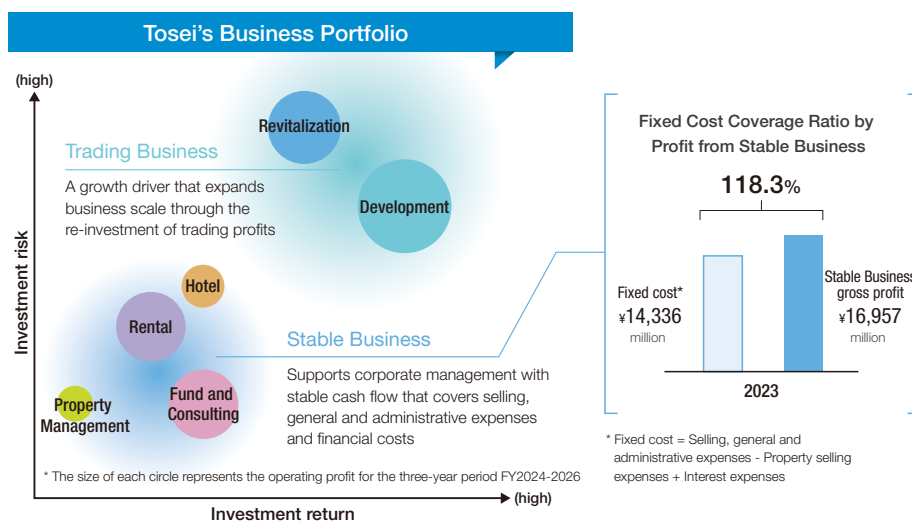 Tosei's Business Portfolio
(high)
Investment risk
Revitalization
Trading Business
A growth driver that expands
business scale through the
re-investment of trading profits
Development
Hotel
Rental
Property
Management
Fund and
Consulting
Stable Business
Supports corporate management with
stable cash flow that covers selling,
general and administrative expenses
and financial costs
* The size of each circle represents the operating profit for the three-year period FY2024-2026
(high)
Investment return
Fixed Cost Coverage Ratio by
Profit from Stable Business
118.3%
Fixed cost*
¥14,336
million
Stable Business
gross profit
¥16,957
million
2023
* Fixed cost = Selling, general and
administrative expenses - Property selling
expenses + Interest expenses